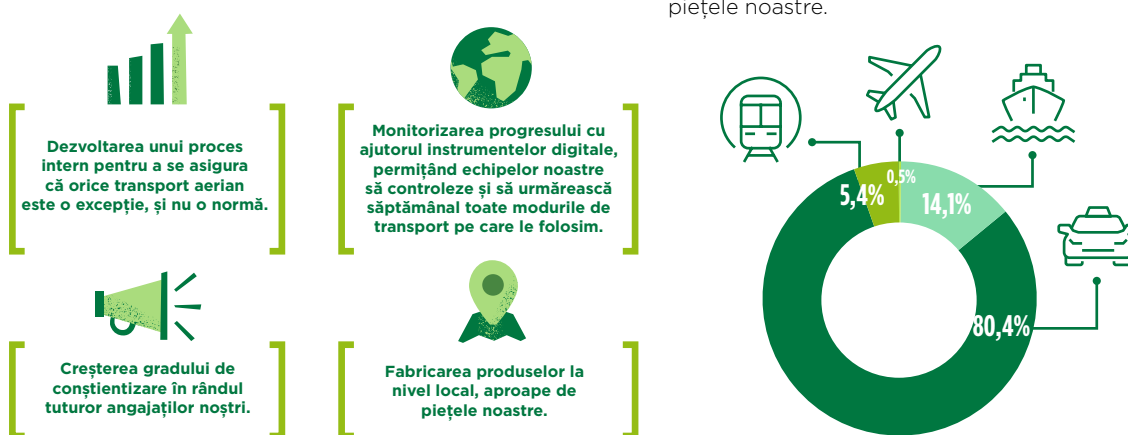 piețele noastre.
Dezvoltarea unui proces
intern pentru a se asigura
că orice transport aerian
este o excepție, și nu o normă.
Monitorizarea progresului cu
ajutorul instrumentelor digitale,
permițând echipelor noastre
să controleze și să urmărească
săptămânal toate modurile de
transport pe care le folosim.
Creșterea gradului de
conștientizare în rândul
tuturor angajaților noștri.
Fabricarea produselor la
nivel local, aproape de
piețele noastre.
5,4%
0,5%
14,1%
80,4%